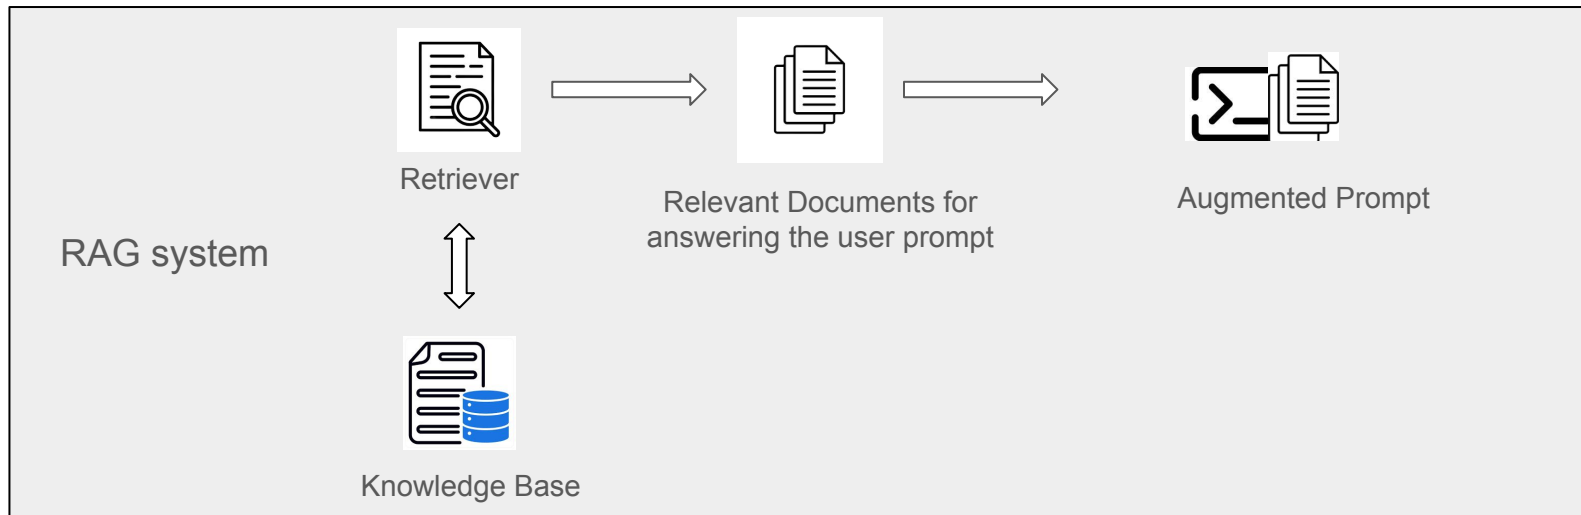 Retriever
Relevant Documents for
answering the user prompt
Augmented Prompt
RAG system
Knowledge Base